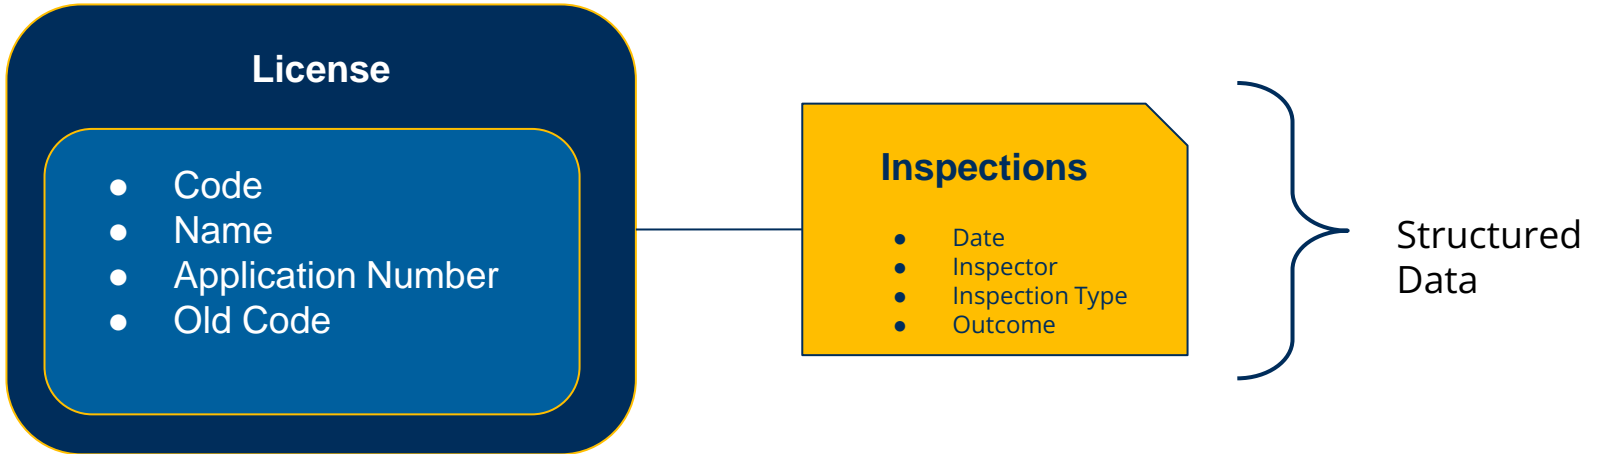 License
● Code
● Name
● Application Number
● Old Code
Inspections
● Date
● Inspector
● Inspection Type
● Outcome
Structured
Data